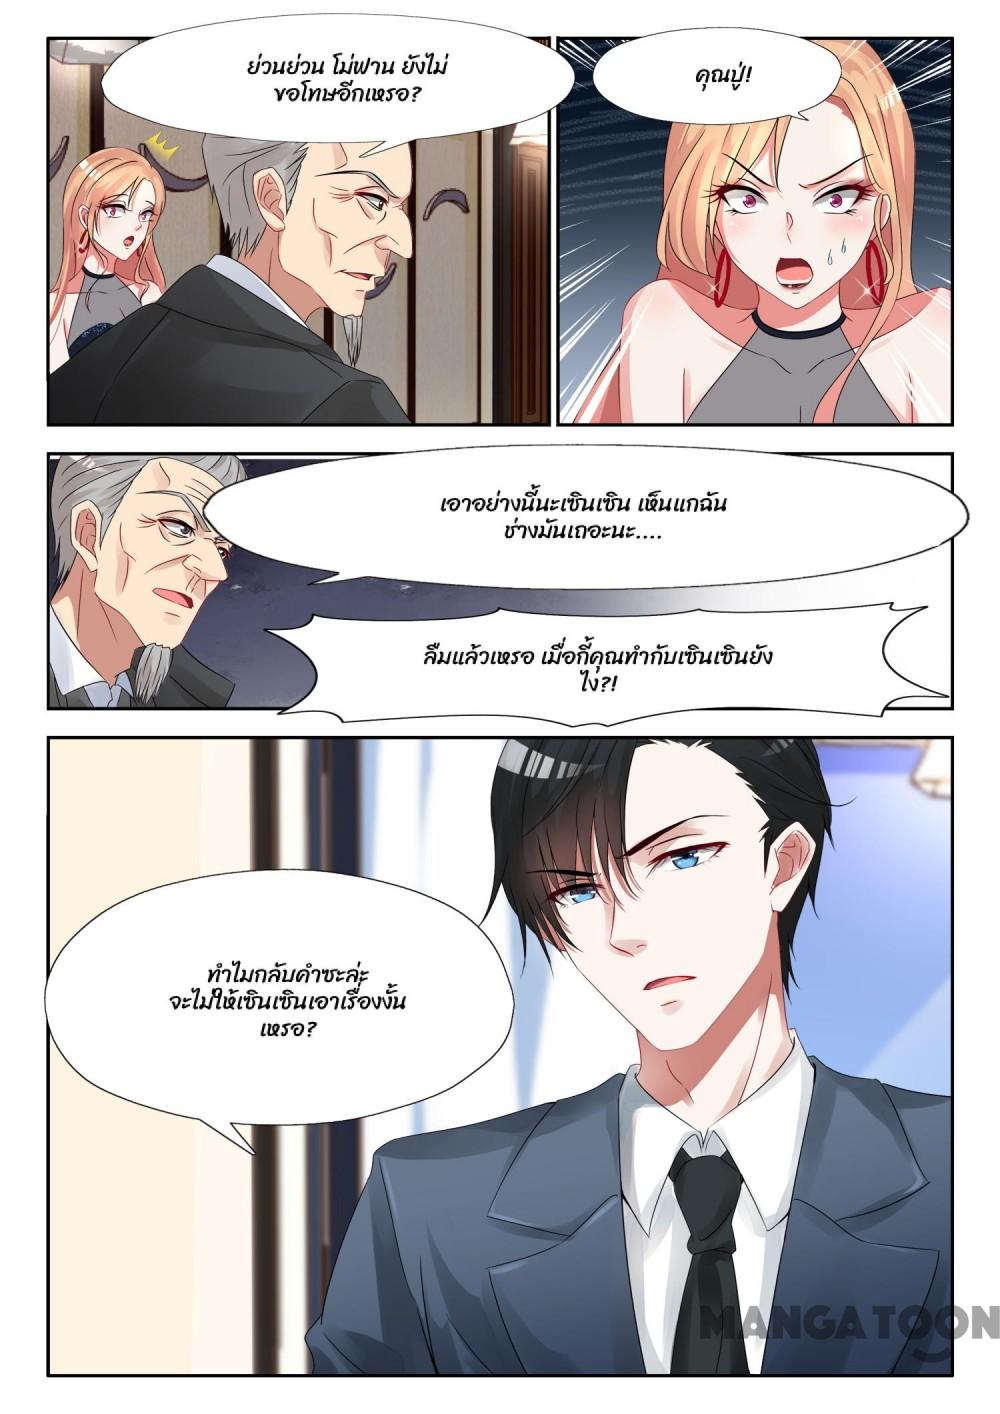 ย่วนย่วน โม่ฟาน ยังไม่
ขอโทษอีกเหรอ?
คุณปู่!
เอาอย่างนี้นะเซินเซิน เห็นแกฉัน
ช่างมันเถอะนะ....
ลืมแล้วเหรอ เมื่อกี้คุณทำกับเซินเซินยัง
ไง?!
ทำไมกลับคำซะล่ะ
จะไม่ให้เซินเซินเอาเรื่องงั้น
เหรอ?
MANGATOON